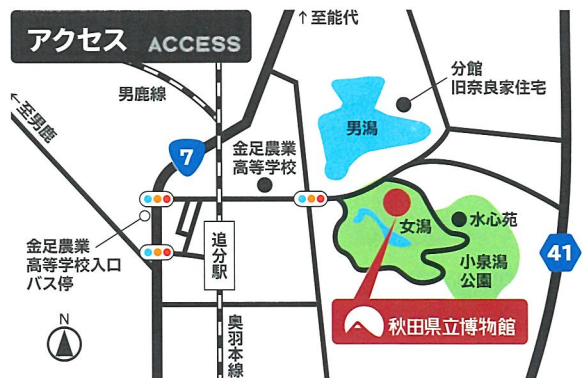 アクセス ACCESS
↑至能代
分館
旧奈良家住宅
男鹿線
←至男鹿
男潟
7
金足農業
高等学校
金足農業
高等学校入口
バス停
追分駅
女潟
水心苑
小泉潟
公園
41
秋田県立博物館
奥羽本線
N